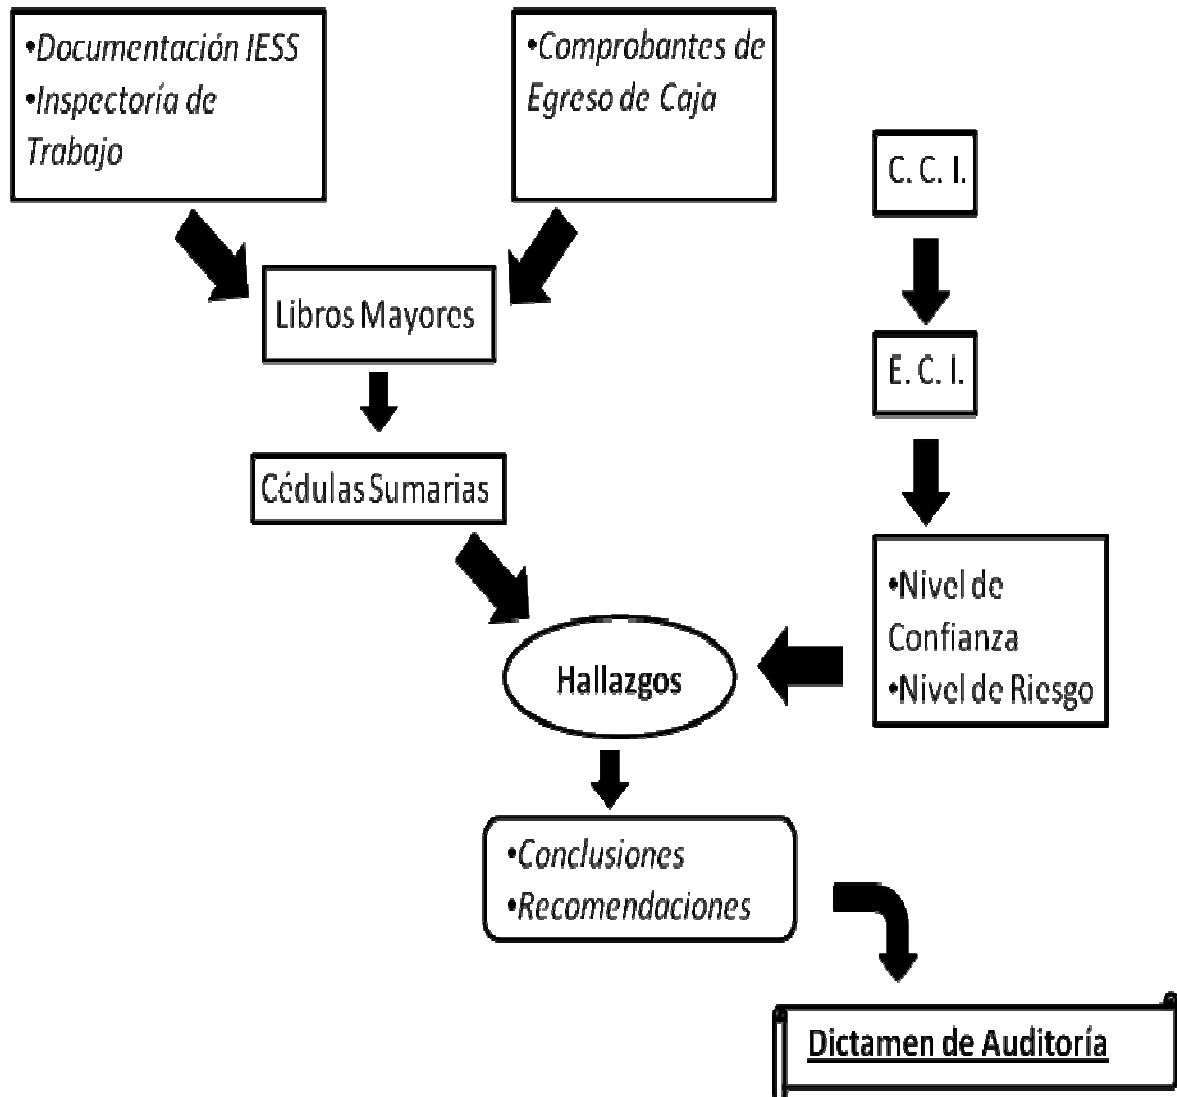 •Documentación IESS
•Inspectoría de
Trabajo
•Comprobantes de
Egreso de Caja
C. C. I.
Libros Mayores
E. C. I.
Cédulas Sumarias
•Nivel de
Confianza
•Nivel de Riesgo
Hallazgos
•Conclusiones
•Recomendaciones
Dictamen de Auditoría